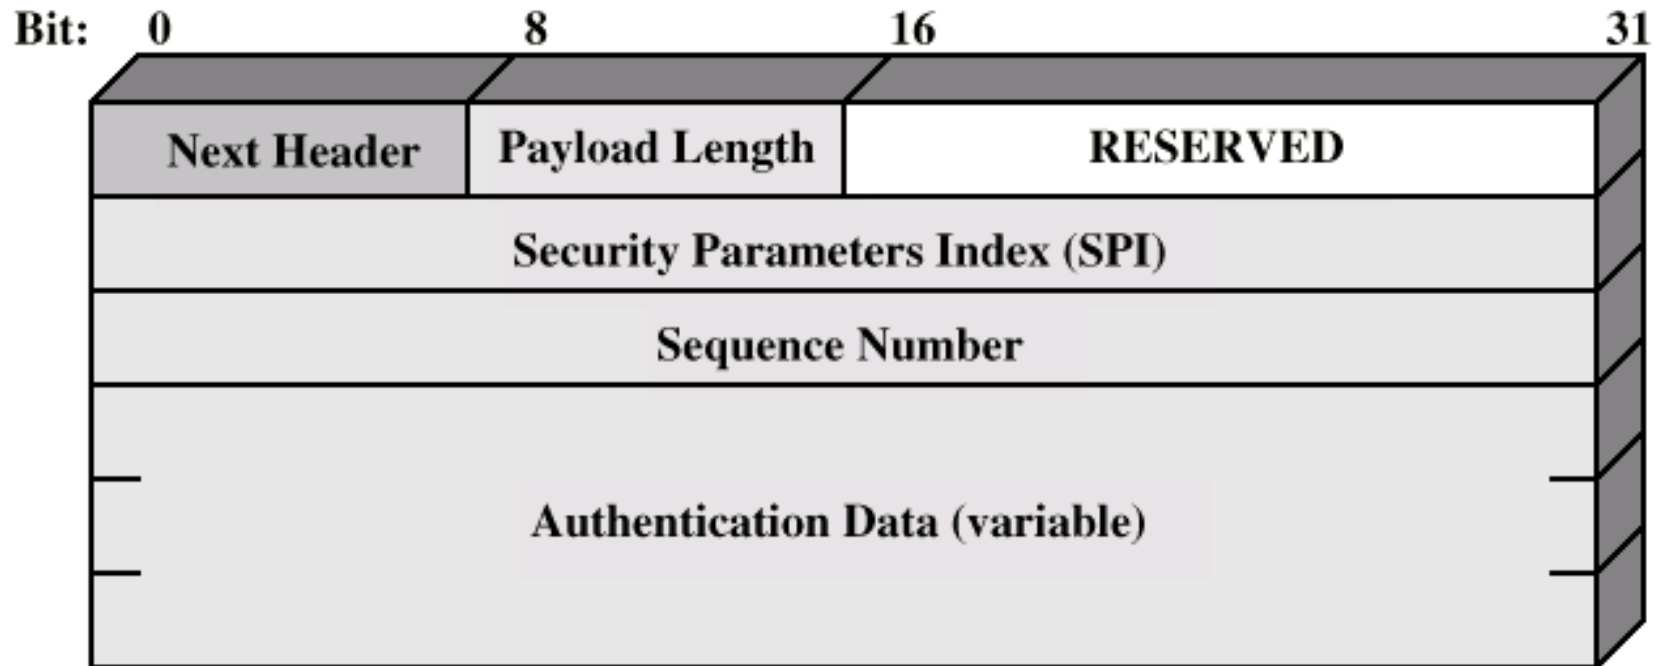 Bit: 0 8 16 31
Next Header Payload Length RESERVED
Security Parameters Index (SPI)
Sequence Number
Authentication Data (variable)